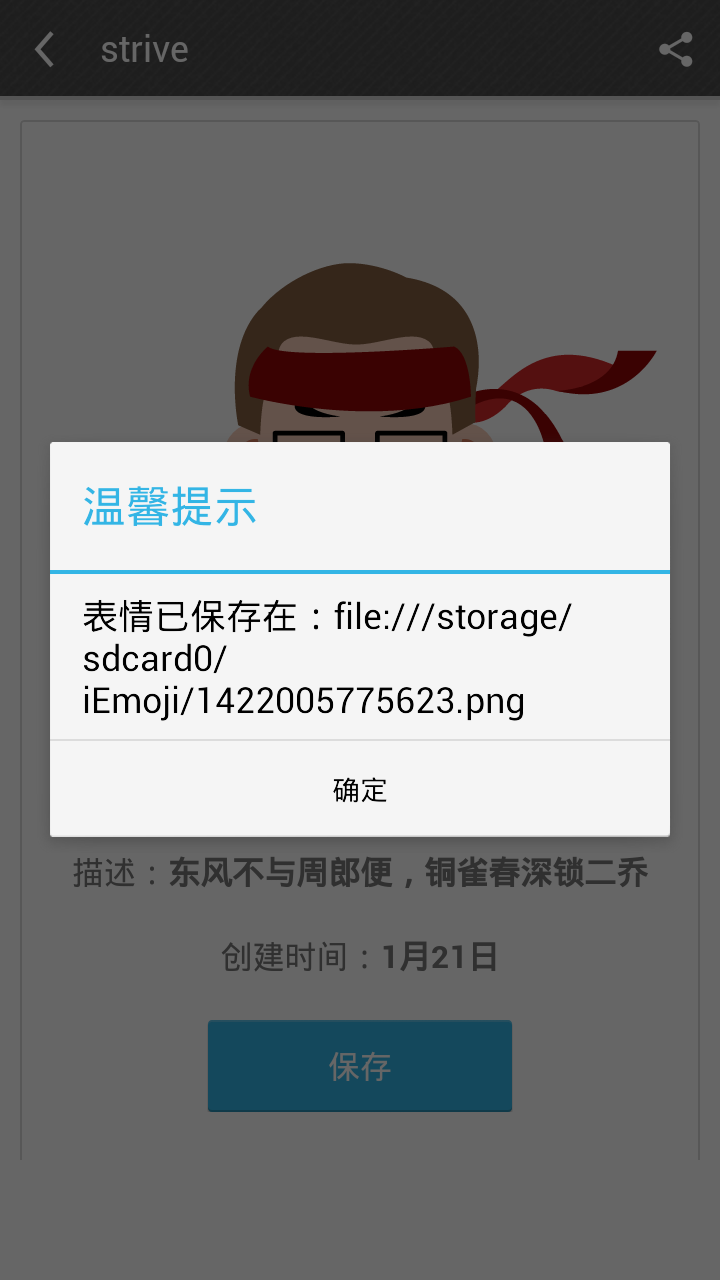 strive
温馨提示
表情已保存在：file:///storage/
sdcard0/
iEmoji/1422005775623.png
确定
描述：东风不与周郎便，铜雀春深锁二乔
创建时间：1月21日
保存